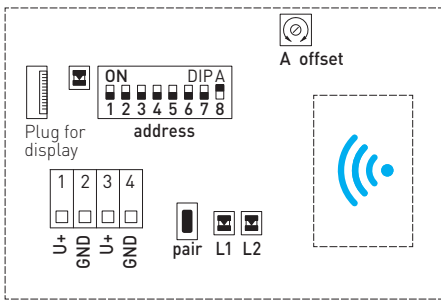 A offset
ON DIP A
1 2 3 4 5 6 7 8
address
Plug for
display
1 2 3 4
U+ GND U+ GND
pair L1 L2